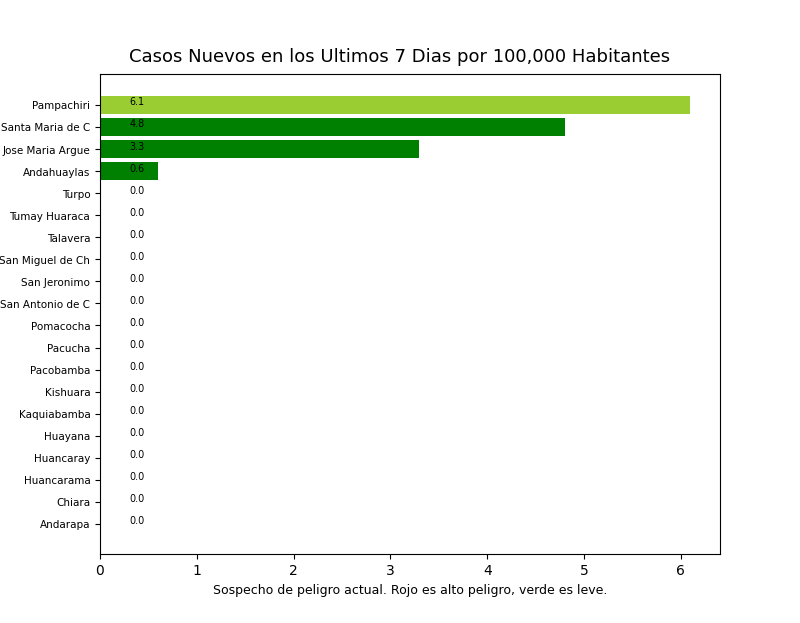 Casos Nuevos en los Ultimos 7 Dias por 100,000 Habitantes
Pampachiri 6.1
Santa Maria de C 4.8
Jose Maria Argue 3.3
Andahuaylas 0.6
Turpo 0.0
Tumay Huaraca 0.0
Talavera 0.0
San Miguel de Ch 0.0
San Jeronimo 0.0
San Antonio de C 0.0
Pomacocha 0.0
Pacucha 0.0
Pacobamba 0.0
Kishuara 0.0
Kaquiabamba 0.0
Huayana 0.0
Huancaray 0.0
Huancarama 0.0
Chiara 0.0
Andarapa 0.0
0 1 2 3 4 5 6
Sospecho de peligro actual. Rojo es alto peligro, verde es leve.